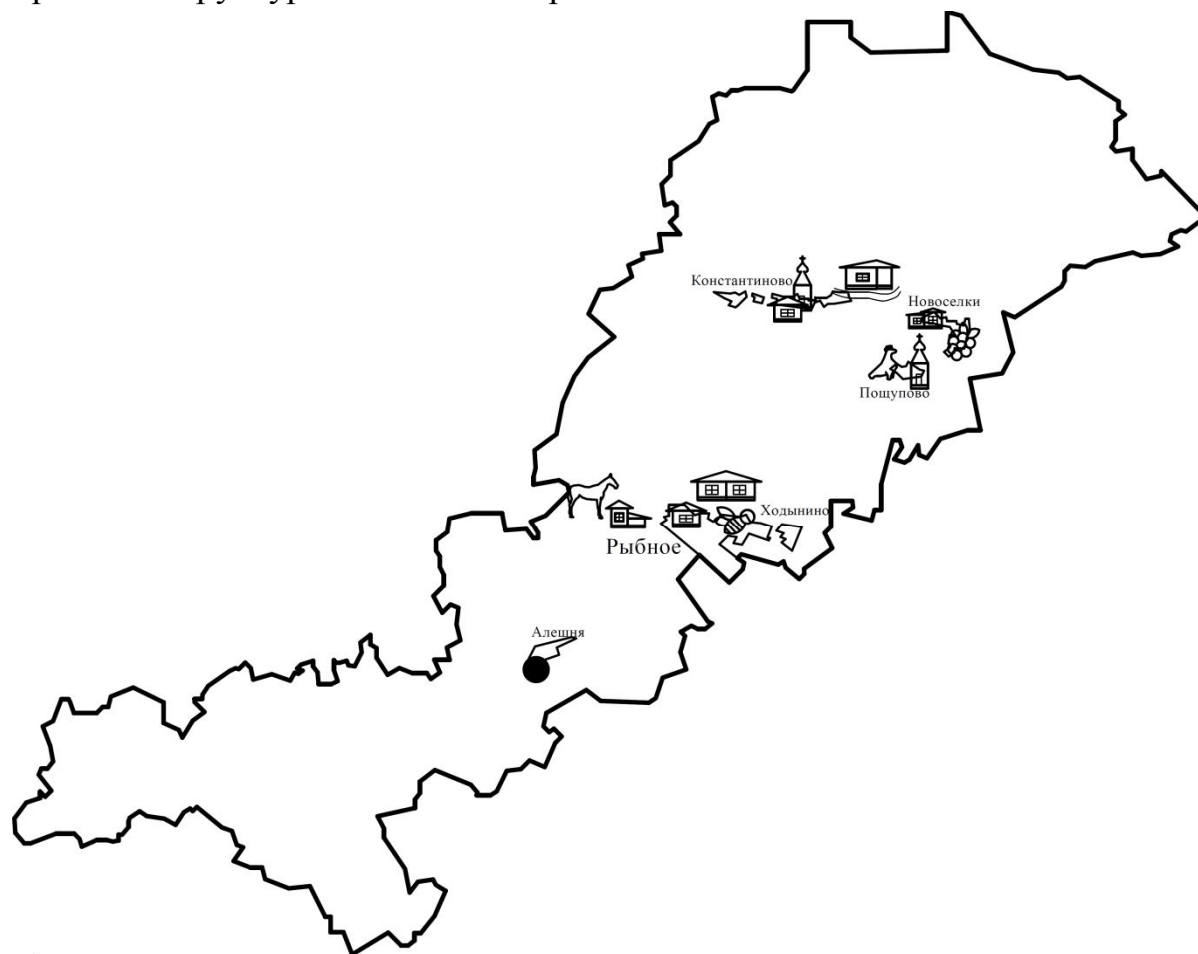 Константиново
Новоселки
Пощупово
Ходынино
Рыбное
Алешня